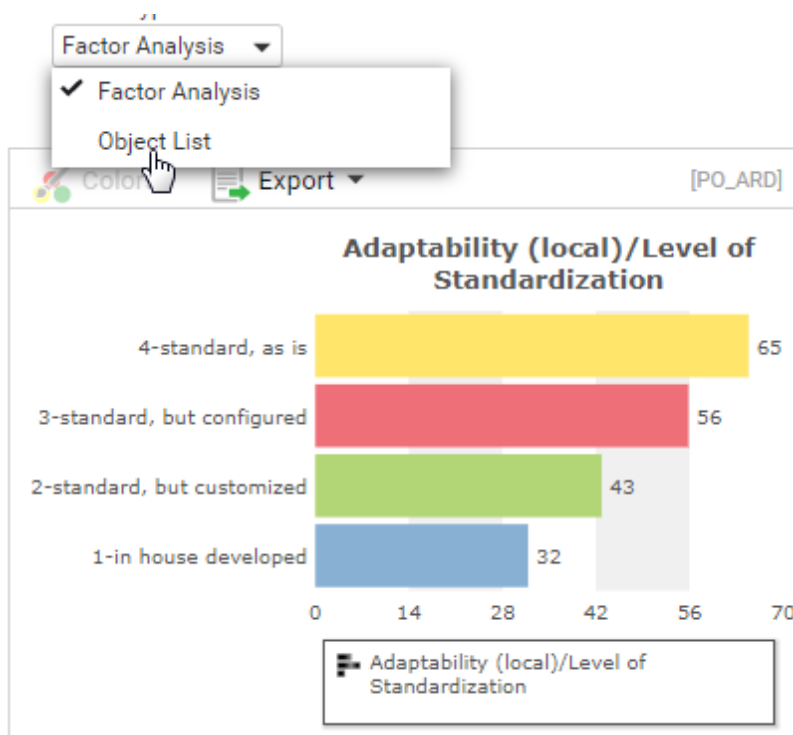 Factor Analysis
Factor Analysis
Object List
Export
[PO_ARD]
Adaptability (local)/Level of
Standardization
4-standard, as is
65
3-standard, but configured
56
2-standard, but customized
43
1-in house developed
32
0 14 28 42 56 70
Adaptability (local)/Level of
Standardization